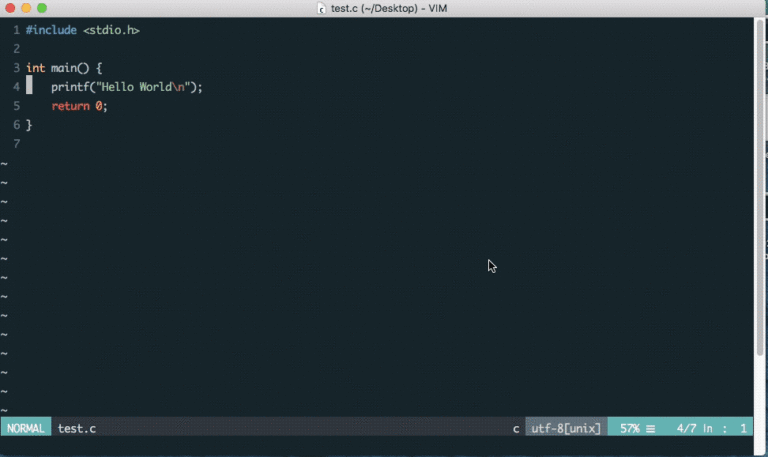 test.c (~/Desktop) - VIM
1 #include <stdio.h>
2
3 int main() {
4     printf("Hello World\n");
5     return 0;
6 }
7
~
~
~
~
~
~
~
~
~
~
~
~
~
~
NORMAL test.c c utf-8[unix] 57% ☰ 4/7 ln : 1